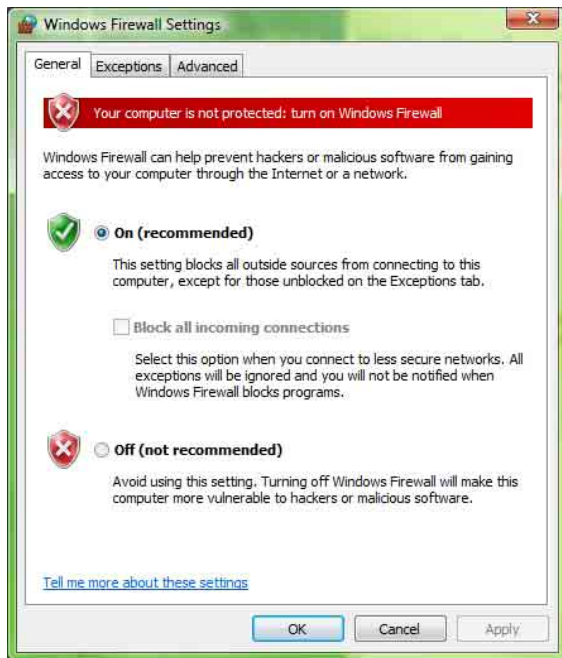 Windows Firewall Settings
General Exceptions Advanced
Your computer is not protected: turn on Windows Firewall
Windows Firewall can help prevent hackers or malicious software from gaining
access to your computer through the Internet or a network.
On (recommended)
This setting blocks all outside sources from connecting to this
computer, except for those unblocked on the Exceptions tab.
Block all incoming connections
Select this option when you connect to less secure networks. All
exceptions will be ignored and you will not be notified when
Windows Firewall blocks programs.
Off (not recommended)
Avoid using this setting. Turning off Windows Firewall will make this
computer more vulnerable to hackers or malicious software.
Tell me more about these settings
OK Cancel Apply